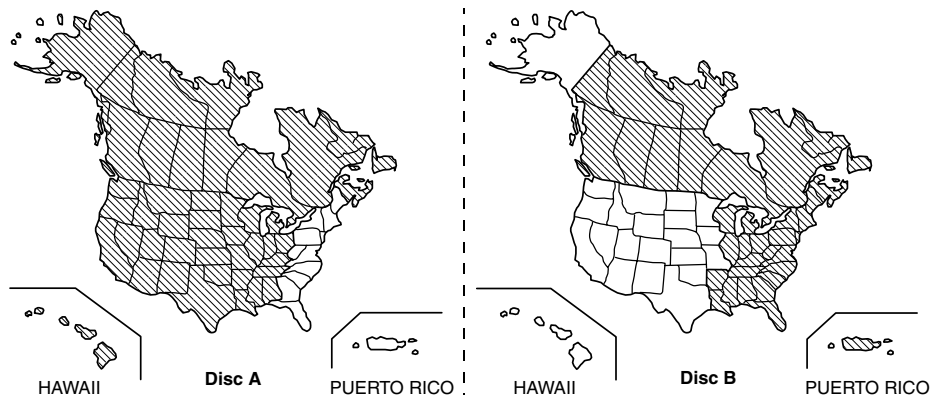 HAWAII
Disc A
PUERTO RICO
HAWAII
Disc B
PUERTO RICO